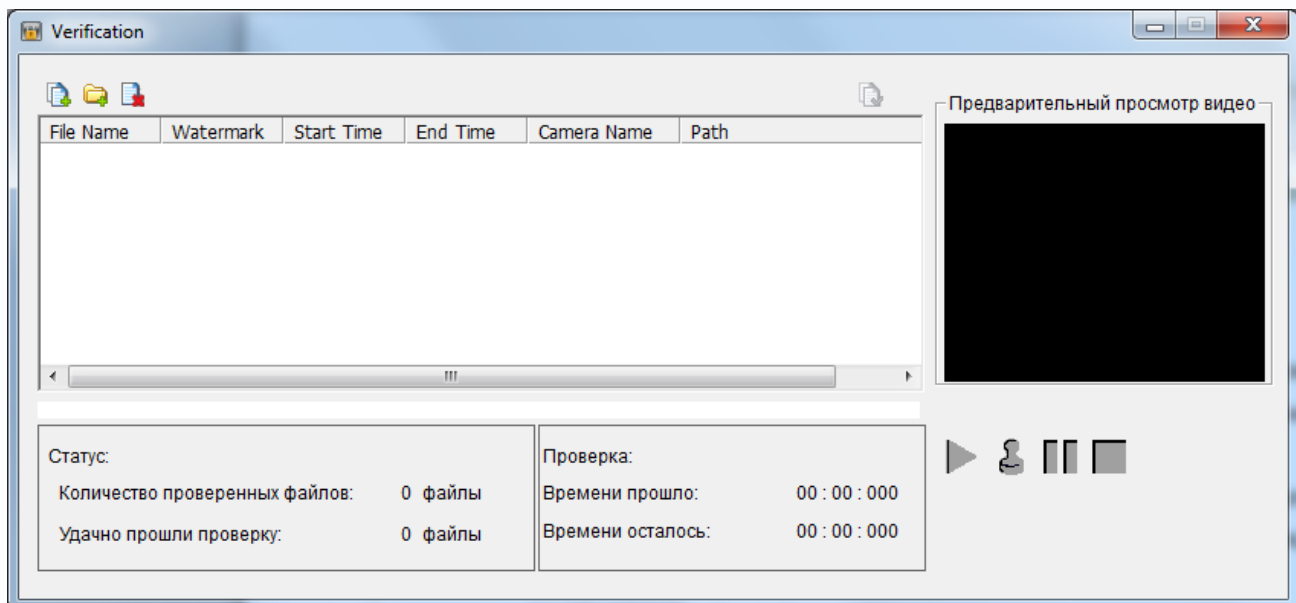 Verification
Предварительный просмотр видео
File Name Watermark Start Time End Time Camera Name Path
Статус:
Количество проверенных файлов: 0 файлы
Удачно прошли проверку: 0 файлы
Проверка:
Времени прошло: 00 : 00 : 000
Времени осталось: 00 : 00 : 000